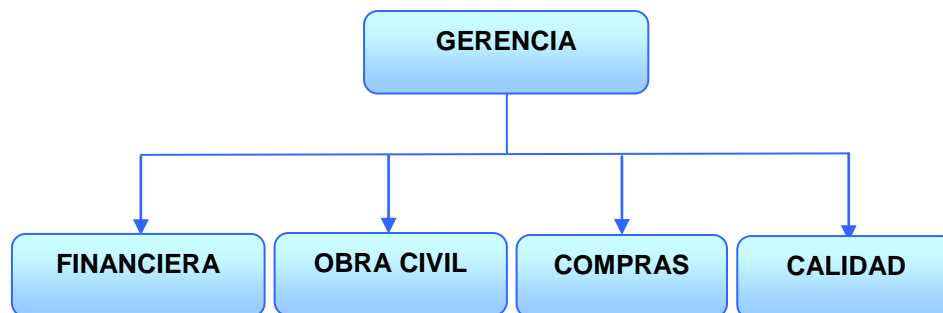 GERENCIA
FINANCIERA
OBRA CIVIL
COMPRAS
CALIDAD